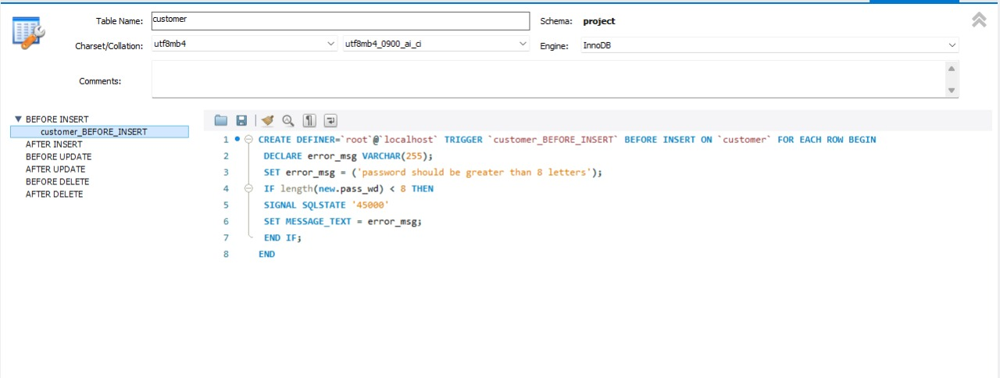 Table Name: customer Schema: project
Charset/Collation: utf8mb4 utf8mb4_0900_ai_ci Engine: InnoDB
Comments:
BEFORE INSERT
customer_BEFORE_INSERT
AFTER INSERT
BEFORE UPDATE
AFTER UPDATE
BEFORE DELETE
AFTER DELETE
1 CREATE DEFINER=`root`@`localhost` TRIGGER `customer_BEFORE_INSERT` BEFORE INSERT ON `customer` FOR EACH ROW BEGIN
2 DECLARE error_msg VARCHAR(255);
3 SET error_msg = ('password should be greater than 8 letters');
4 IF length(new.pass_wd) < 8 THEN
5 SIGNAL SQLSTATE '45000'
6 SET MESSAGE_TEXT = error_msg;
7 END IF;
8 END